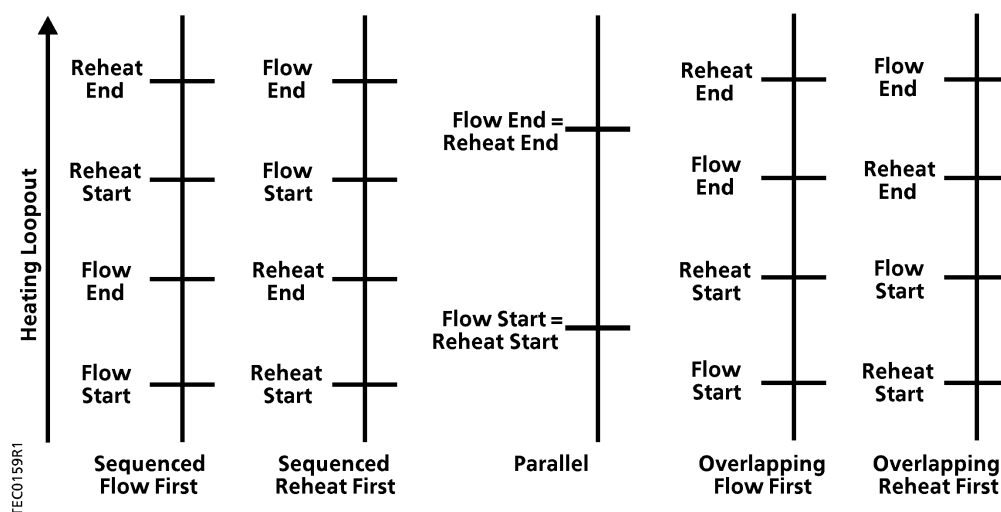 Heating Loopout
TEC0159R1
Reheat
End
Reheat
Start
Flow
End
Flow
Start
Sequenced
Flow First
Flow
End
Flow
Start
Reheat
End
Reheat
Start
Sequenced
Reheat First
Flow End =
Reheat End
Flow Start =
Reheat Start
Parallel
Reheat
End
Flow
End
Reheat
Start
Flow
Start
Overlapping
Flow First
Flow
End
Reheat
End
Flow
Start
Reheat
Start
Overlapping
Reheat First